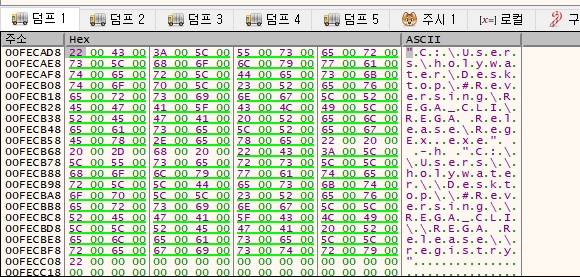 덤프 1 덤프 2 덤프 3 덤프 4 덤프 5 주시 1 [x=] 로컬
주소 Hex ASCII
00FECAD8 22 00 43 00 3A 00 5C 00 55 00 73 00 65 00 72 00 ".C.:.\.U.s.e.r.
00FECAE8 73 00 5C 00 68 00 6F 00 6C 00 79 00 77 00 61 00 s.\.h.o.l.y.w.a.
00FECAF8 74 00 65 00 72 00 5C 00 44 00 65 00 73 00 6B 00 t.e.r.\.D.e.s.k.
00FECB08 74 00 6F 00 70 00 5C 00 23 00 52 00 65 00 76 00 t.o.p.\.#.R.e.v.
00FECB18 65 00 72 00 73 00 69 00 6E 00 67 00 5C 00 52 00 e.r.s.i.n.g.\.R.
00FECB28 45 00 47 00 41 00 5F 00 43 00 4C 00 49 00 5C 00 E.G.A._.C.L.I.\.
00FECB38 52 00 45 00 47 00 41 00 20 00 52 00 65 00 6C 00 R.E.G.A. .R.e.l.
00FECB48 65 00 61 00 73 00 65 00 5C 00 52 00 65 00 67 00 e.a.s.e.\.R.e.g.
00FECB58 45 00 78 00 2E 00 65 00 78 00 65 00 22 00 20 00 E.x...e.x.e.". .
00FECB68 20 00 2D 00 68 00 20 00 22 00 43 00 3A 00 5C 00  .-.h. .".C.:.\.
00FECB78 5C 00 55 00 73 00 65 00 72 00 73 00 5C 00 5C 00 \.U.s.e.r.s.\.\.
00FECB88 68 00 6F 00 6C 00 79 00 77 00 61 00 74 00 65 00 h.o.l.y.w.a.t.e.
00FECB98 72 00 5C 00 5C 00 44 00 65 00 73 00 6B 00 74 00 r.\.\.D.e.s.k.t.
00FECBA8 6F 00 70 00 5C 00 5C 00 23 00 52 00 65 00 76 00 o.p.\.\.#.R.e.v.
00FECBB8 65 00 72 00 73 00 69 00 6E 00 67 00 5C 00 5C 00 e.r.s.i.n.g.\.\.
00FECBC8 52 00 45 00 47 00 41 00 5F 00 43 00 4C 00 49 00 R.E.G.A._.C.L.I.
00FECBD8 5C 00 5C 00 52 00 45 00 47 00 41 00 20 00 52 00 \.\.R.E.G.A. .R.
00FECBE8 65 00 6C 00 65 00 61 00 73 00 65 00 5C 00 5C 00 e.l.e.a.s.e.\.\.
00FECBF8 72 00 65 00 67 00 69 00 73 00 74 00 72 00 79 00 r.e.g.i.s.t.r.y.
00FECC08 22 00 00 00 00 00 00 00 00 00 00 00 00 00 00 00 "...............
00FECC18 00 00 00 00 00 00 00 00 00 00 00 00 00 00 00 00